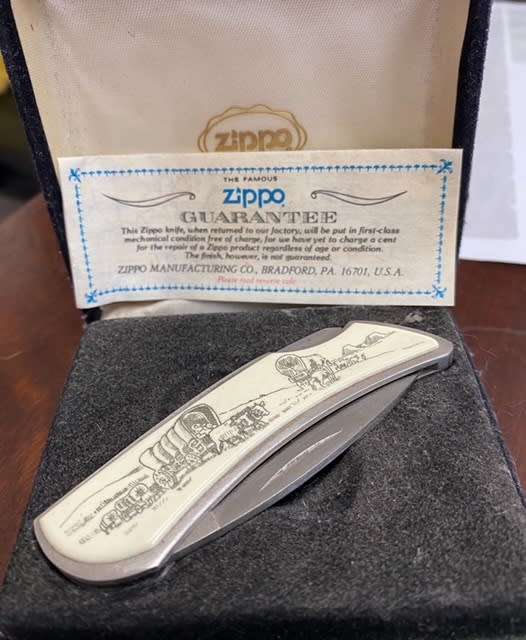 zippo
THE FAMOUS
zippo
GUARANTEE
This Zippo knife, when returned to our factory, will be put in first-class
mechanical condition free of charge, for we have yet to charge a cent
for the repair of a Zippo product regardless of age or condition.
The finish, however, is not guaranteed.
ZIPPO MANUFACTURING CO., BRADFORD, PA. 16701, U.S.A.
Please read reverse side